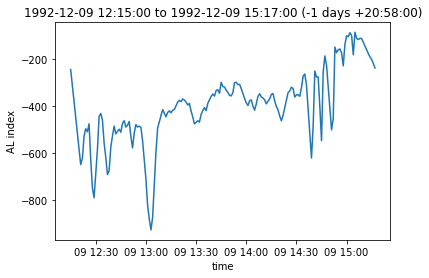 1992-12-09 12:15:00 to 1992-12-09 15:17:00 (-1 days +20:58:00)
−200
−400
−600
−800
AL index
09 12:30 09 13:00 09 13:30 09 14:00 09 14:30 09 15:00
time